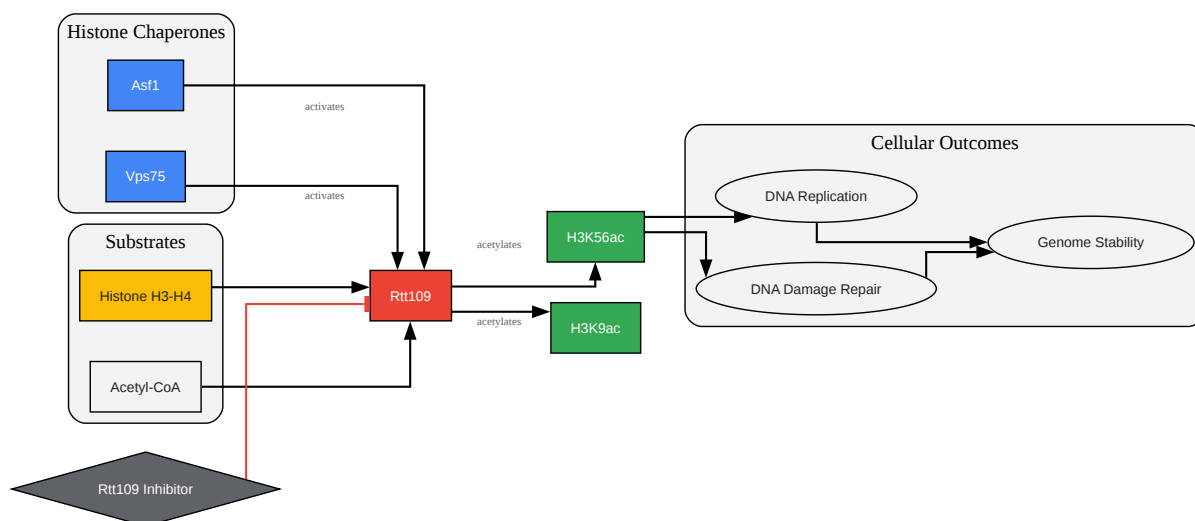 Histone Chaperones
Asf1
activates
Vps75
activates
Substrates
Histone H3-H4
Acetyl-CoA
Rtt109 Inhibitor
Rtt109
acetylates
acetylates
H3K56ac
H3K9ac
Cellular Outcomes
DNA Replication
DNA Damage Repair
Genome Stability